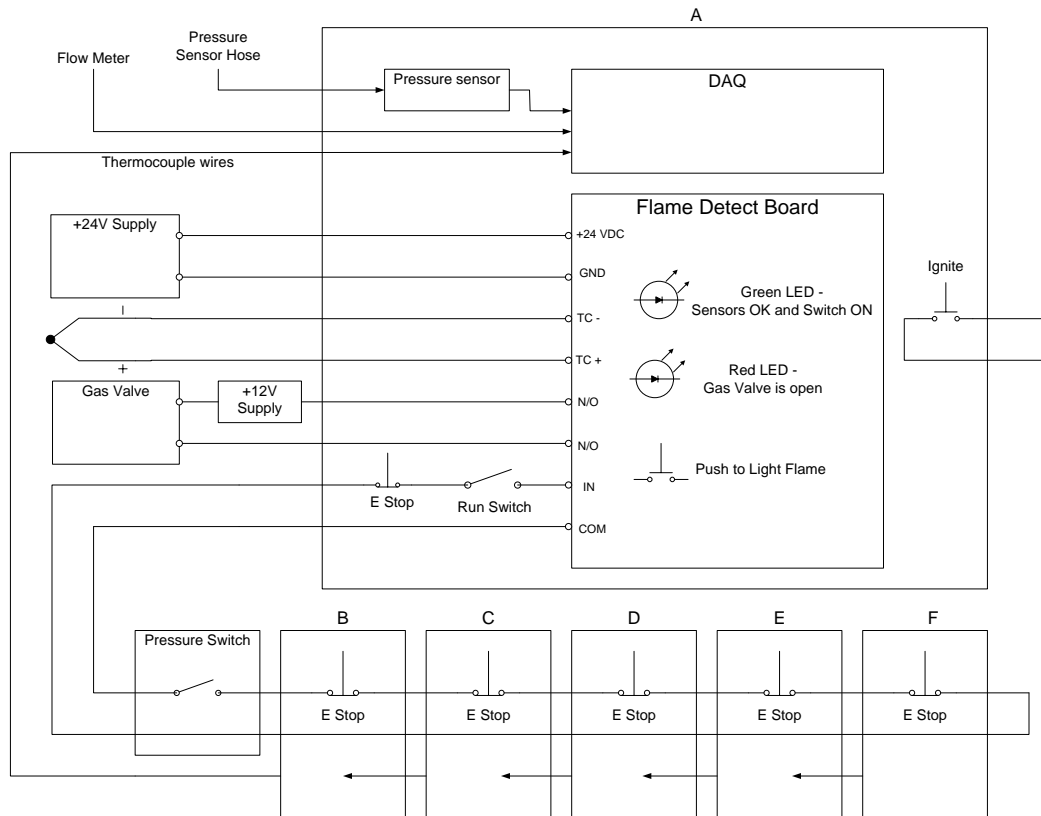 A
Pressure
Sensor Hose
Flow Meter
Pressure sensor
DAQ
Thermocouple wires
Flame Detect Board
+24V Supply
+24 VDC
GND
Green LED -
Sensors OK and Switch ON
Ignite
–
TC -
+
TC +
Red LED -
Gas Valve is open
Gas Valve
+12V
Supply
N/O
N/O
Push to Light Flame
E Stop
Run Switch
IN
COM
B
C
D
E
F
Pressure Switch
E Stop
E Stop
E Stop
E Stop
E Stop